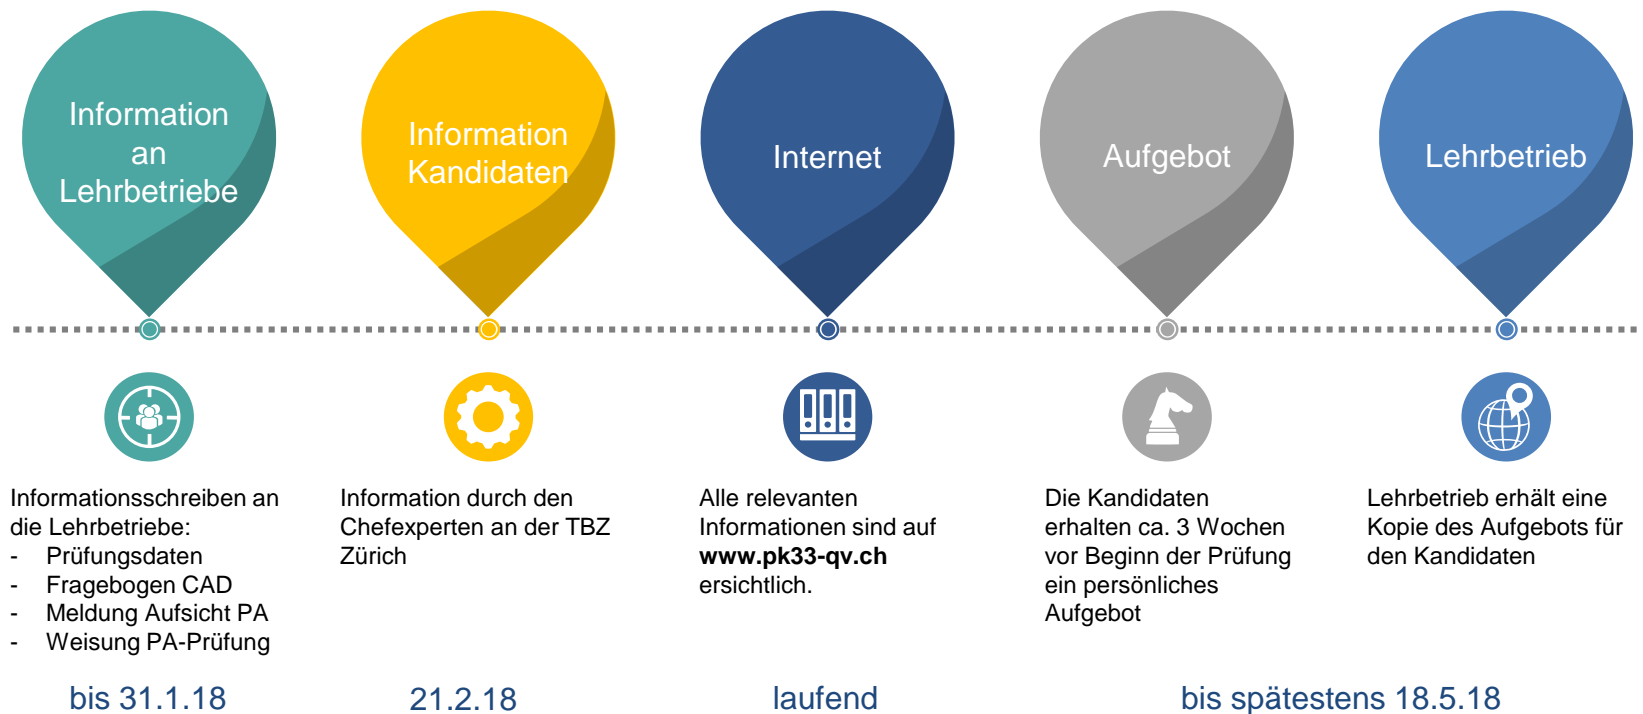 Information
an
Lehrbetriebe
Information
Kandidaten
Internet
Aufgebot
Lehrbetrieb
Informationsschreiben an
die Lehrbetriebe:
- Prüfungsdaten
- Fragebogen CAD
- Meldung Aufsicht PA
- Weisung PA-Prüfung
Information durch den
Chefexperten an der TBZ
Zürich
Alle relevanten
Informationen sind auf
www.pk33-qv.ch
ersichtlich.
Die Kandidaten
erhalten ca. 3 Wochen
vor Beginn der Prüfung
ein persönliches
Aufgebot
Lehrbetrieb erhält eine
Kopie des Aufgebots für
den Kandidaten
bis 31.1.18
21.2.18
laufend
bis spätestens 18.5.18